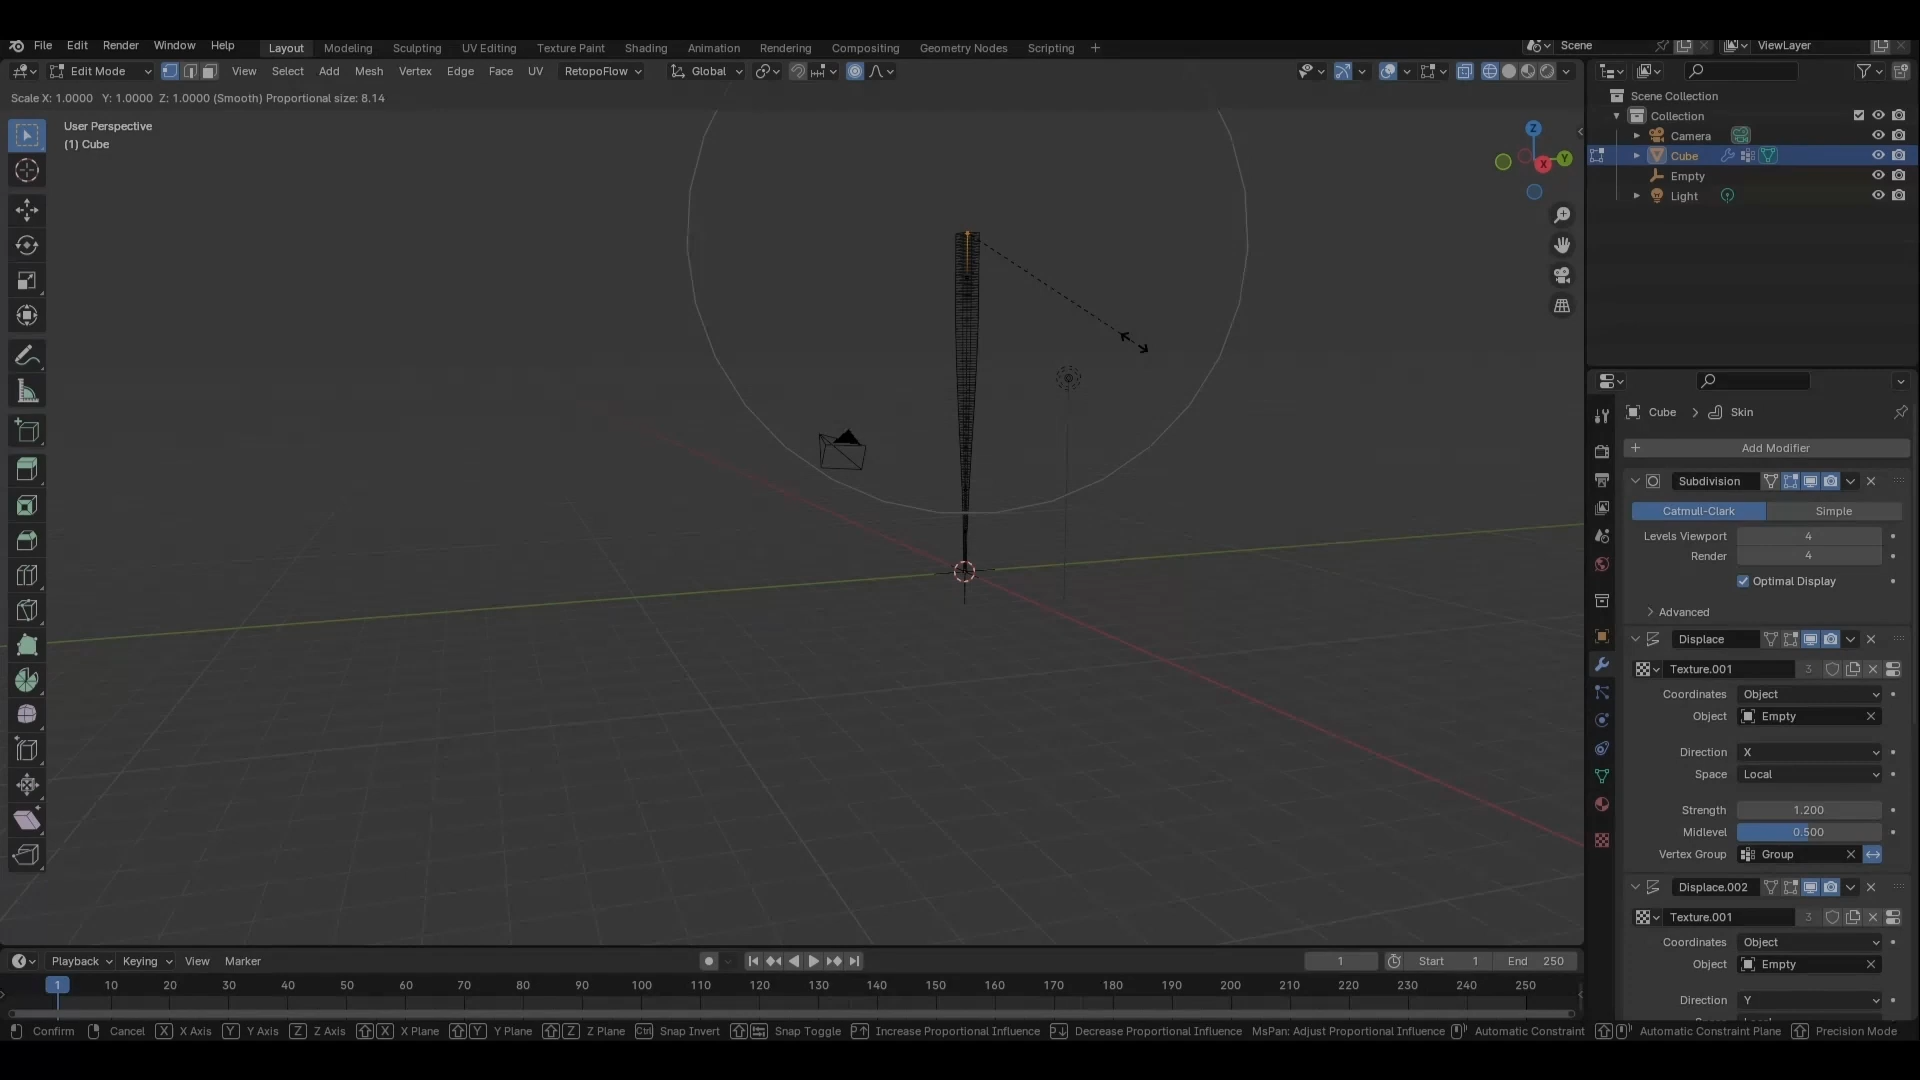 File Edit Render Window Help Layout Modeling Sculpting UV Editing Texture Paint Shading Animation Rendering Compositing Geometry Nodes Scripting + Scene ViewLayer
Edit Mode View Select Add Mesh Vertex Edge Face UV RetopoFlow Global
Scale X: 1.0000 Y: 1.0000 Z: 1.0000 (Smooth) Proportional size: 8.14
User Perspective
(1) Cube
Z
Y
X
Scene Collection
Collection
Camera
Cube
Empty
Light
Cube > Skin
+ Add Modifier
Subdivision
Catmull-Clark Simple
Levels Viewport 4
Render 4
Optimal Display
Advanced
Displace
Texture.001 3
Coordinates Object
Object Empty
Direction X
Space Local
Strength 1.200
Midlevel 0.500
Vertex Group Group
Displace.002
Texture.001 3
Coordinates Object
Object Empty
Direction Y
Playback Keying View Marker 1 Start 1 End 250
1 10 20 30 40 50 60 70 80 90 100 110 120 130 140 150 160 170 180 190 200 210 220 230 240 250
Confirm Cancel X X Axis Y Y Axis Z Z Axis X X Plane Y Y Plane Z Z Plane Ctrl Snap Invert Snap Toggle Increase Proportional Influence Decrease Proportional Influence MsPan: Adjust Proportional Influence Automatic Constraint Automatic Constraint Plane Precision Mode